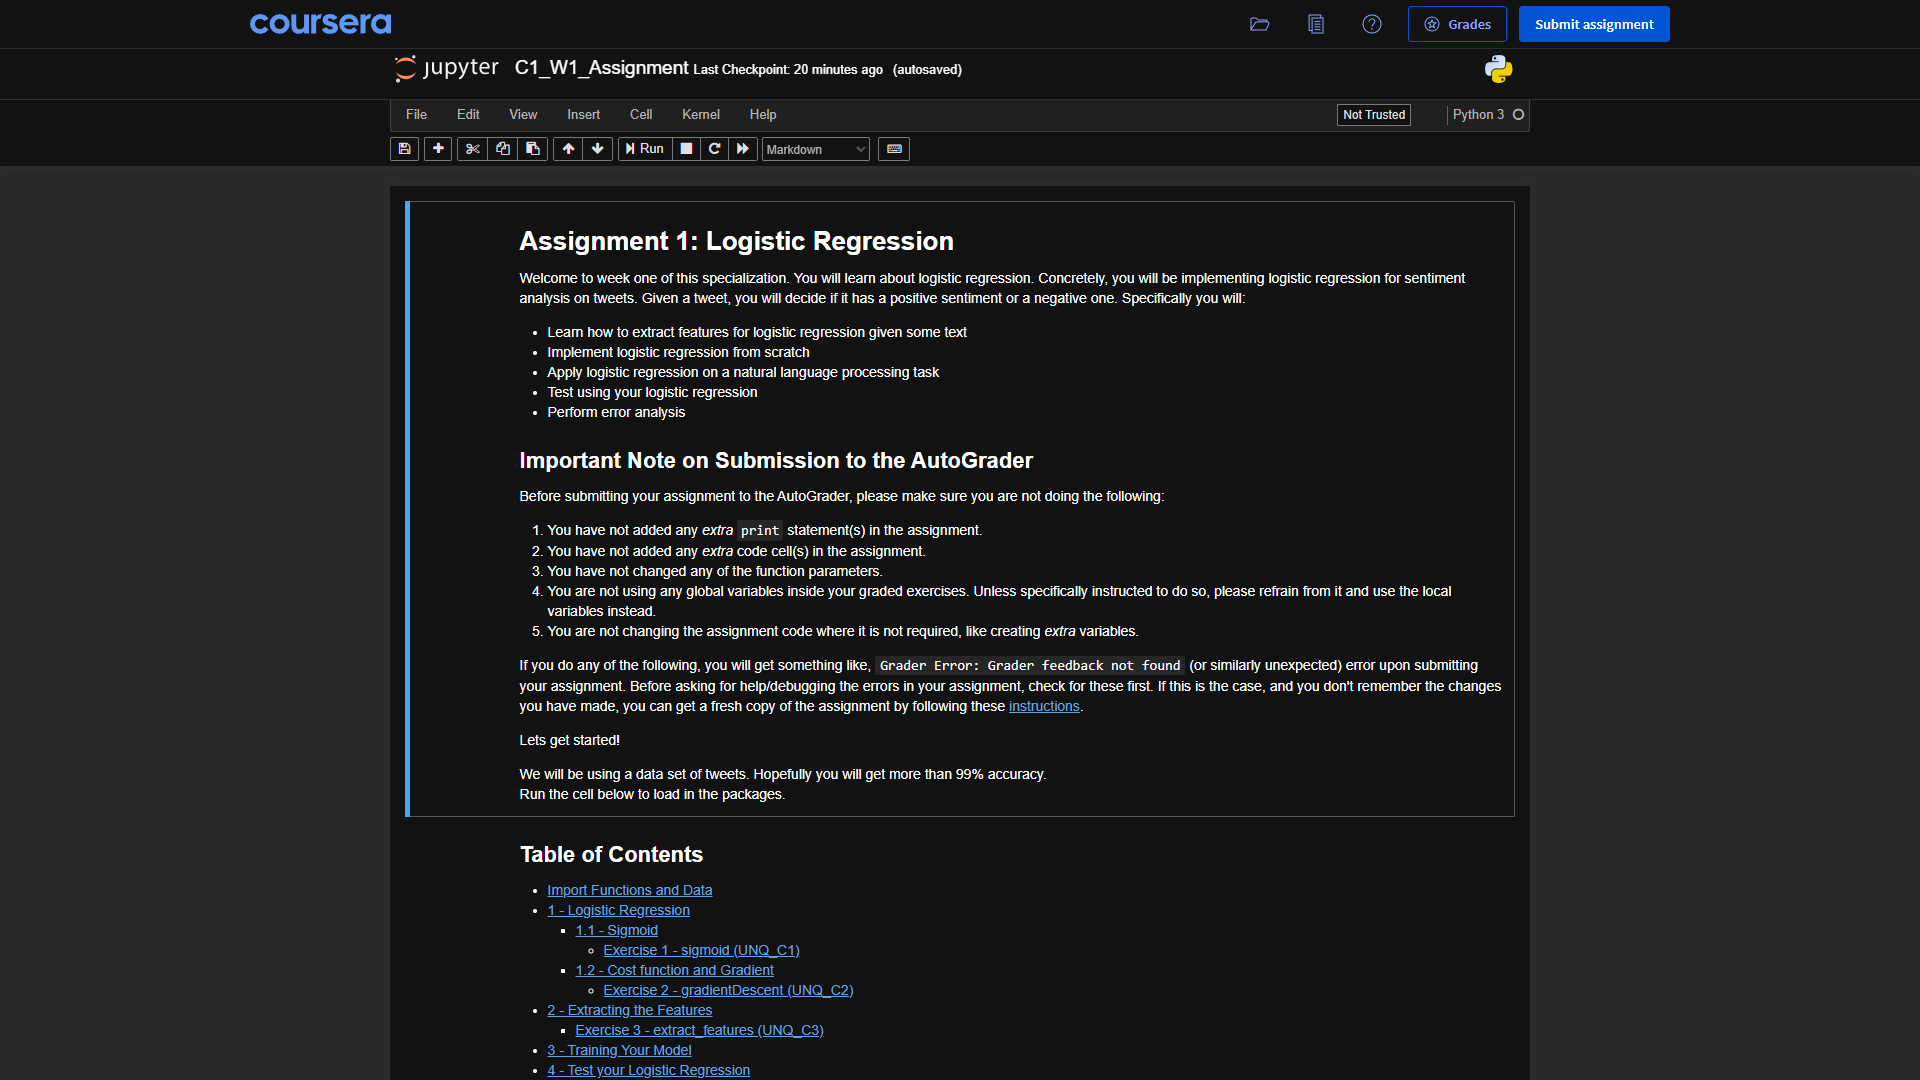 coursera
Grades
Submit assignment
jupyter C1_W1_Assignment Last Checkpoint: 20 minutes ago (autosaved)
File Edit View Insert Cell Kernel Help
Not Trusted
Python 3
Run
Markdown
Assignment 1: Logistic Regression
Welcome to week one of this specialization. You will learn about logistic regression. Concretely, you will be implementing logistic regression for sentiment
analysis on tweets. Given a tweet, you will decide if it has a positive sentiment or a negative one. Specifically you will:
• Learn how to extract features for logistic regression given some text
• Implement logistic regression from scratch
• Apply logistic regression on a natural language processing task
• Test using your logistic regression
• Perform error analysis
Important Note on Submission to the AutoGrader
Before submitting your assignment to the AutoGrader, please make sure you are not doing the following:
1. You have not added any extra print statement(s) in the assignment.
2. You have not added any extra code cell(s) in the assignment.
3. You have not changed any of the function parameters.
4. You are not using any global variables inside your graded exercises. Unless specifically instructed to do so, please refrain from it and use the local
variables instead.
5. You are not changing the assignment code where it is not required, like creating extra variables.
If you do any of the following, you will get something like, Grader Error: Grader feedback not found (or similarly unexpected) error upon submitting
your assignment. Before asking for help/debugging the errors in your assignment, check for these first. If this is the case, and you don't remember the changes
you have made, you can get a fresh copy of the assignment by following these instructions.
Lets get started!
We will be using a data set of tweets. Hopefully you will get more than 99% accuracy.
Run the cell below to load in the packages.
Table of Contents
• Import Functions and Data
• 1 - Logistic Regression
▪ 1.1 - Sigmoid
◦ Exercise 1 - sigmoid (UNQ_C1)
▪ 1.2 - Cost function and Gradient
◦ Exercise 2 - gradientDescent (UNQ_C2)
• 2 - Extracting the Features
▪ Exercise 3 - extract_features (UNQ_C3)
• 3 - Training Your Model
• 4 - Test your Logistic Regression